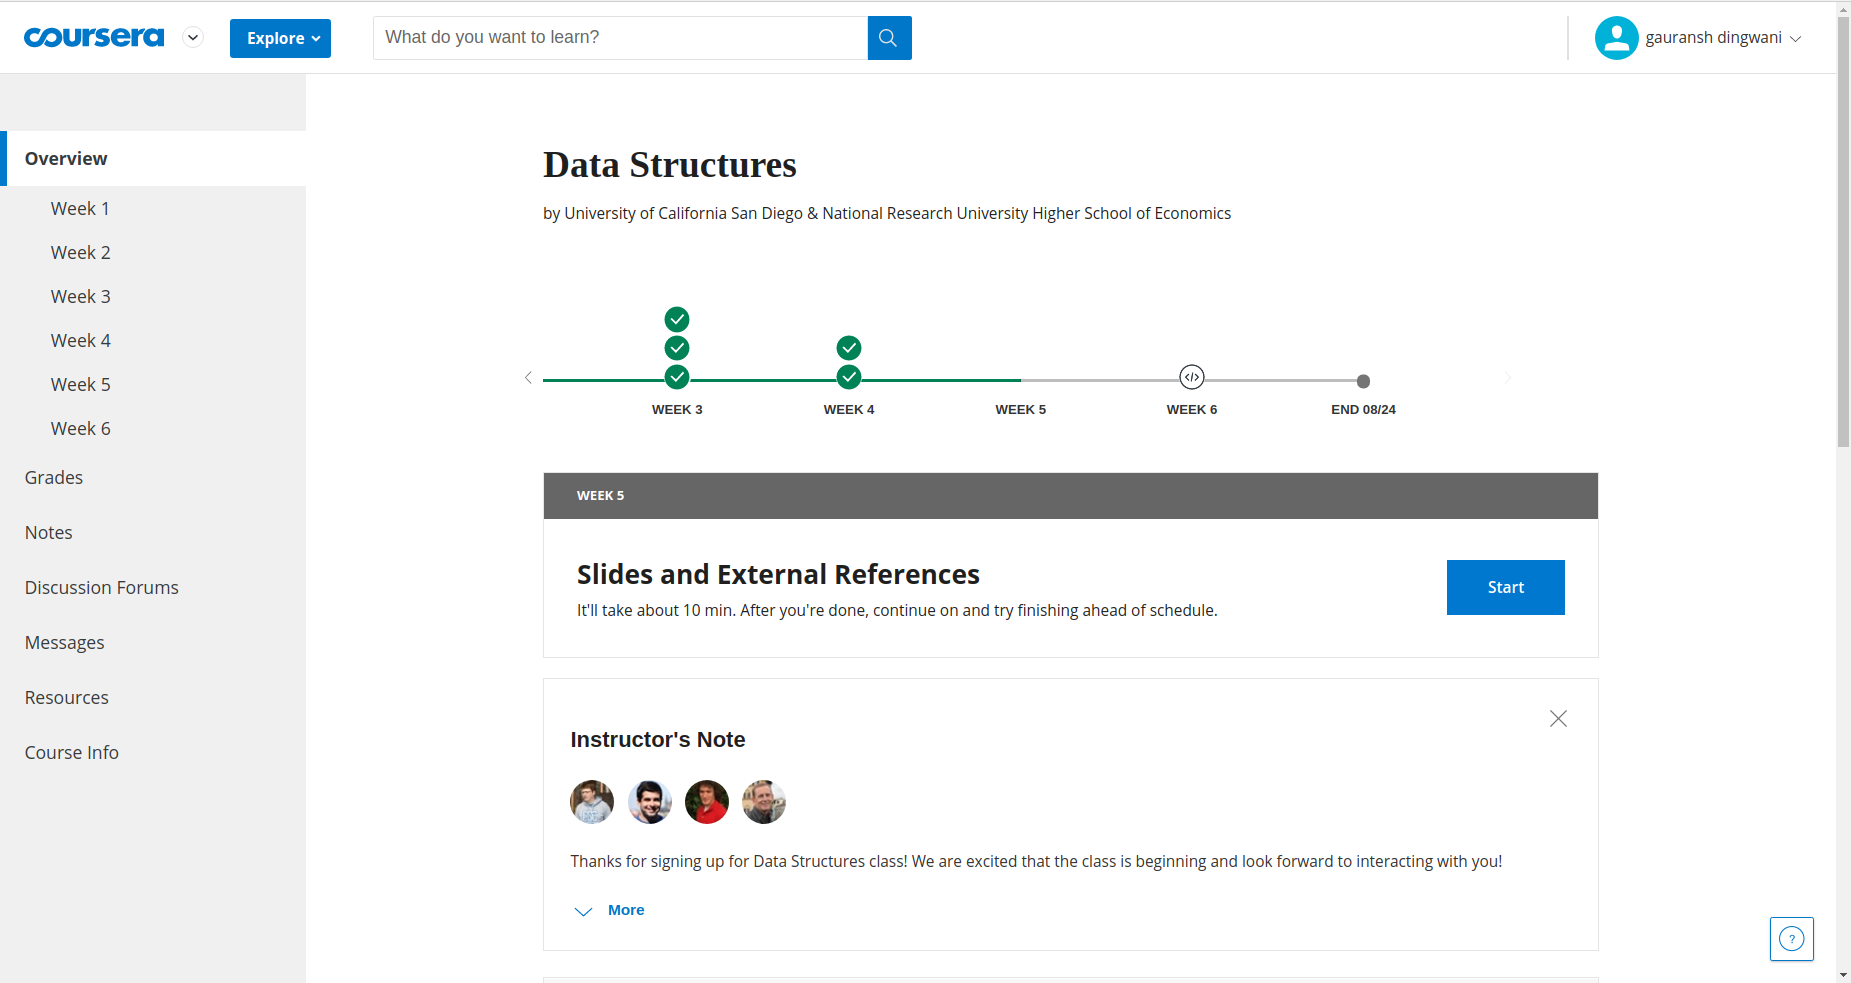 coursera
Explore
What do you want to learn?
gauransh dingwani
Overview
Week 1
Week 2
Week 3
Week 4
Week 5
Week 6
Grades
Notes
Discussion Forums
Messages
Resources
Course Info
Data Structures
by University of California San Diego & National Research University Higher School of Economics
WEEK 3
WEEK 4
WEEK 5
WEEK 6
END 08/24
WEEK 5
Slides and External References
It'll take about 10 min. After you're done, continue on and try finishing ahead of schedule.
Start
Instructor's Note
Thanks for signing up for Data Structures class! We are excited that the class is beginning and look forward to interacting with you!
More
?